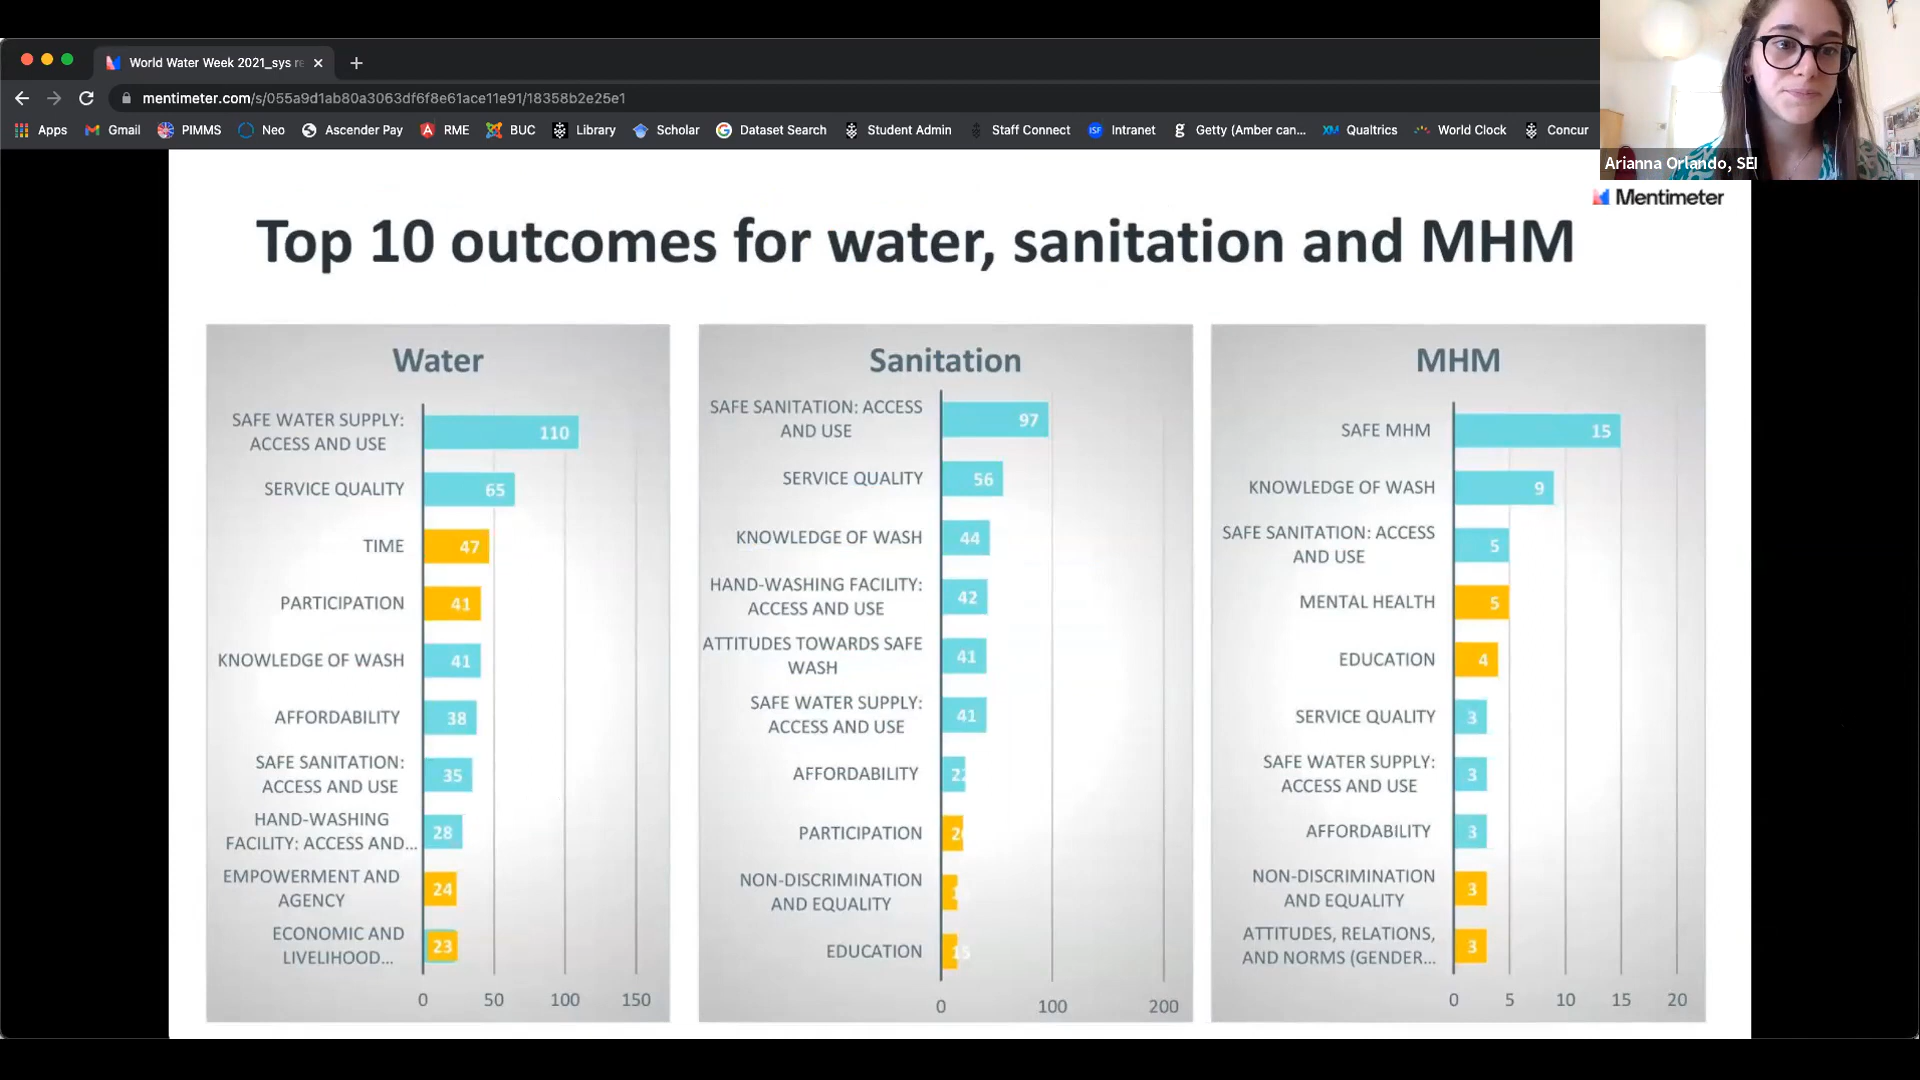 World Water Week 2021_sys re
mentimeter.com/s/055a9d1ab80a3063df6f8e61ace11e91/18358b2e25e1
Apps Gmail PIMMS Neo Ascender Pay RME BUC Library Scholar Dataset Search Student Admin Staff Connect Intranet Getty (Amber can... Qualtrics World Clock Concur
Arianna Orlando, SEI
Mentimeter
Top 10 outcomes for water, sanitation and MHM
Water
SAFE WATER SUPPLY:
ACCESS AND USE
110
SERVICE QUALITY 65
TIME 47
PARTICIPATION 41
KNOWLEDGE OF WASH 41
AFFORDABILITY 38
SAFE SANITATION:
ACCESS AND USE
35
HAND-WASHING
FACILITY: ACCESS AND...
28
EMPOWERMENT AND
AGENCY
24
ECONOMIC AND
LIVELIHOOD...
23
0 50 100 150
Sanitation
SAFE SANITATION: ACCESS
AND USE
97
SERVICE QUALITY 56
KNOWLEDGE OF WASH 44
HAND-WASHING FACILITY:
ACCESS AND USE
42
ATTITUDES TOWARDS SAFE
WASH
41
SAFE WATER SUPPLY:
ACCESS AND USE
41
AFFORDABILITY 22
PARTICIPATION
NON-DISCRIMINATION
AND EQUALITY
EDUCATION 15
0 100 200
MHM
SAFE MHM 15
KNOWLEDGE OF WASH 9
SAFE SANITATION: ACCESS
AND USE
5
MENTAL HEALTH 5
EDUCATION 4
SERVICE QUALITY 3
SAFE WATER SUPPLY:
ACCESS AND USE
3
AFFORDABILITY 3
NON-DISCRIMINATION
AND EQUALITY
3
ATTITUDES, RELATIONS,
AND NORMS (GENDER...
3
0 5 10 15 20